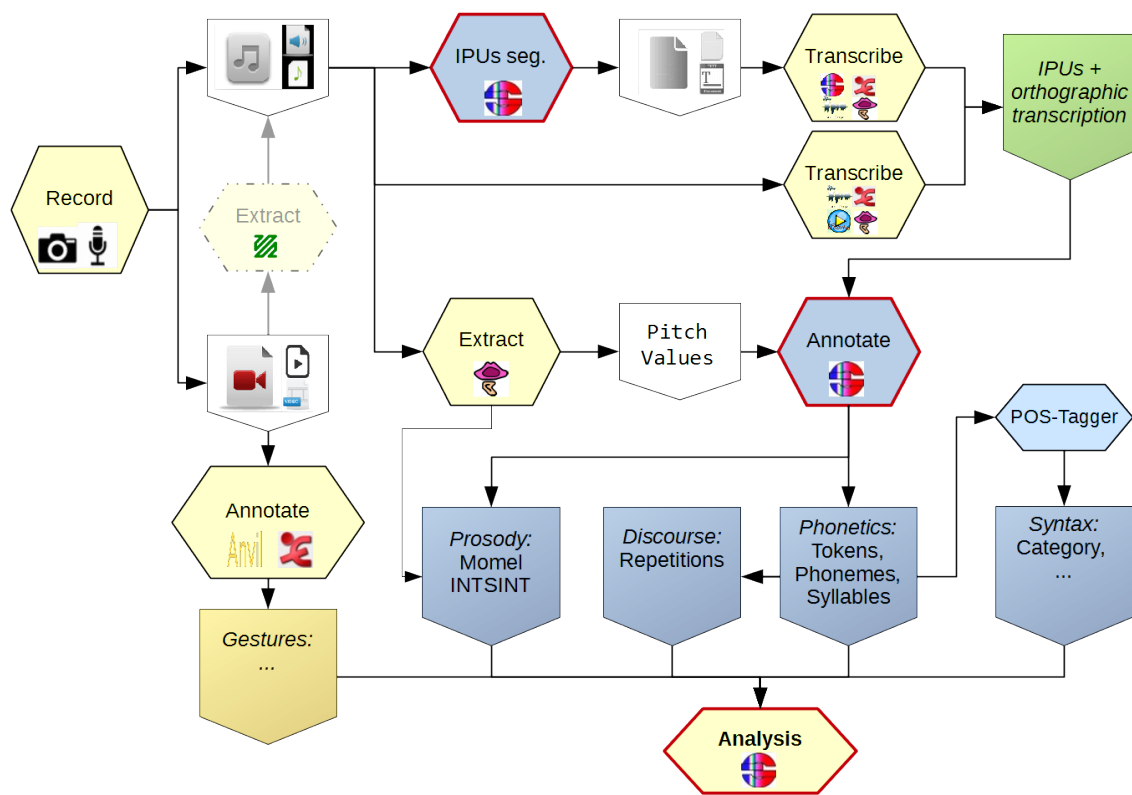 IPUs seg.
Transcribe
IPUs +
orthographic
transcription
Record
Extract
Transcribe
Extract
Pitch
Values
Annotate
POS-Tagger
Annotate
Anvil
Prosody:
Momel
INTSINT
Discourse:
Repetitions
Phonetics:
Tokens,
Phonemes,
Syllables
Syntax:
Category,
...
Gestures:
...
Analysis